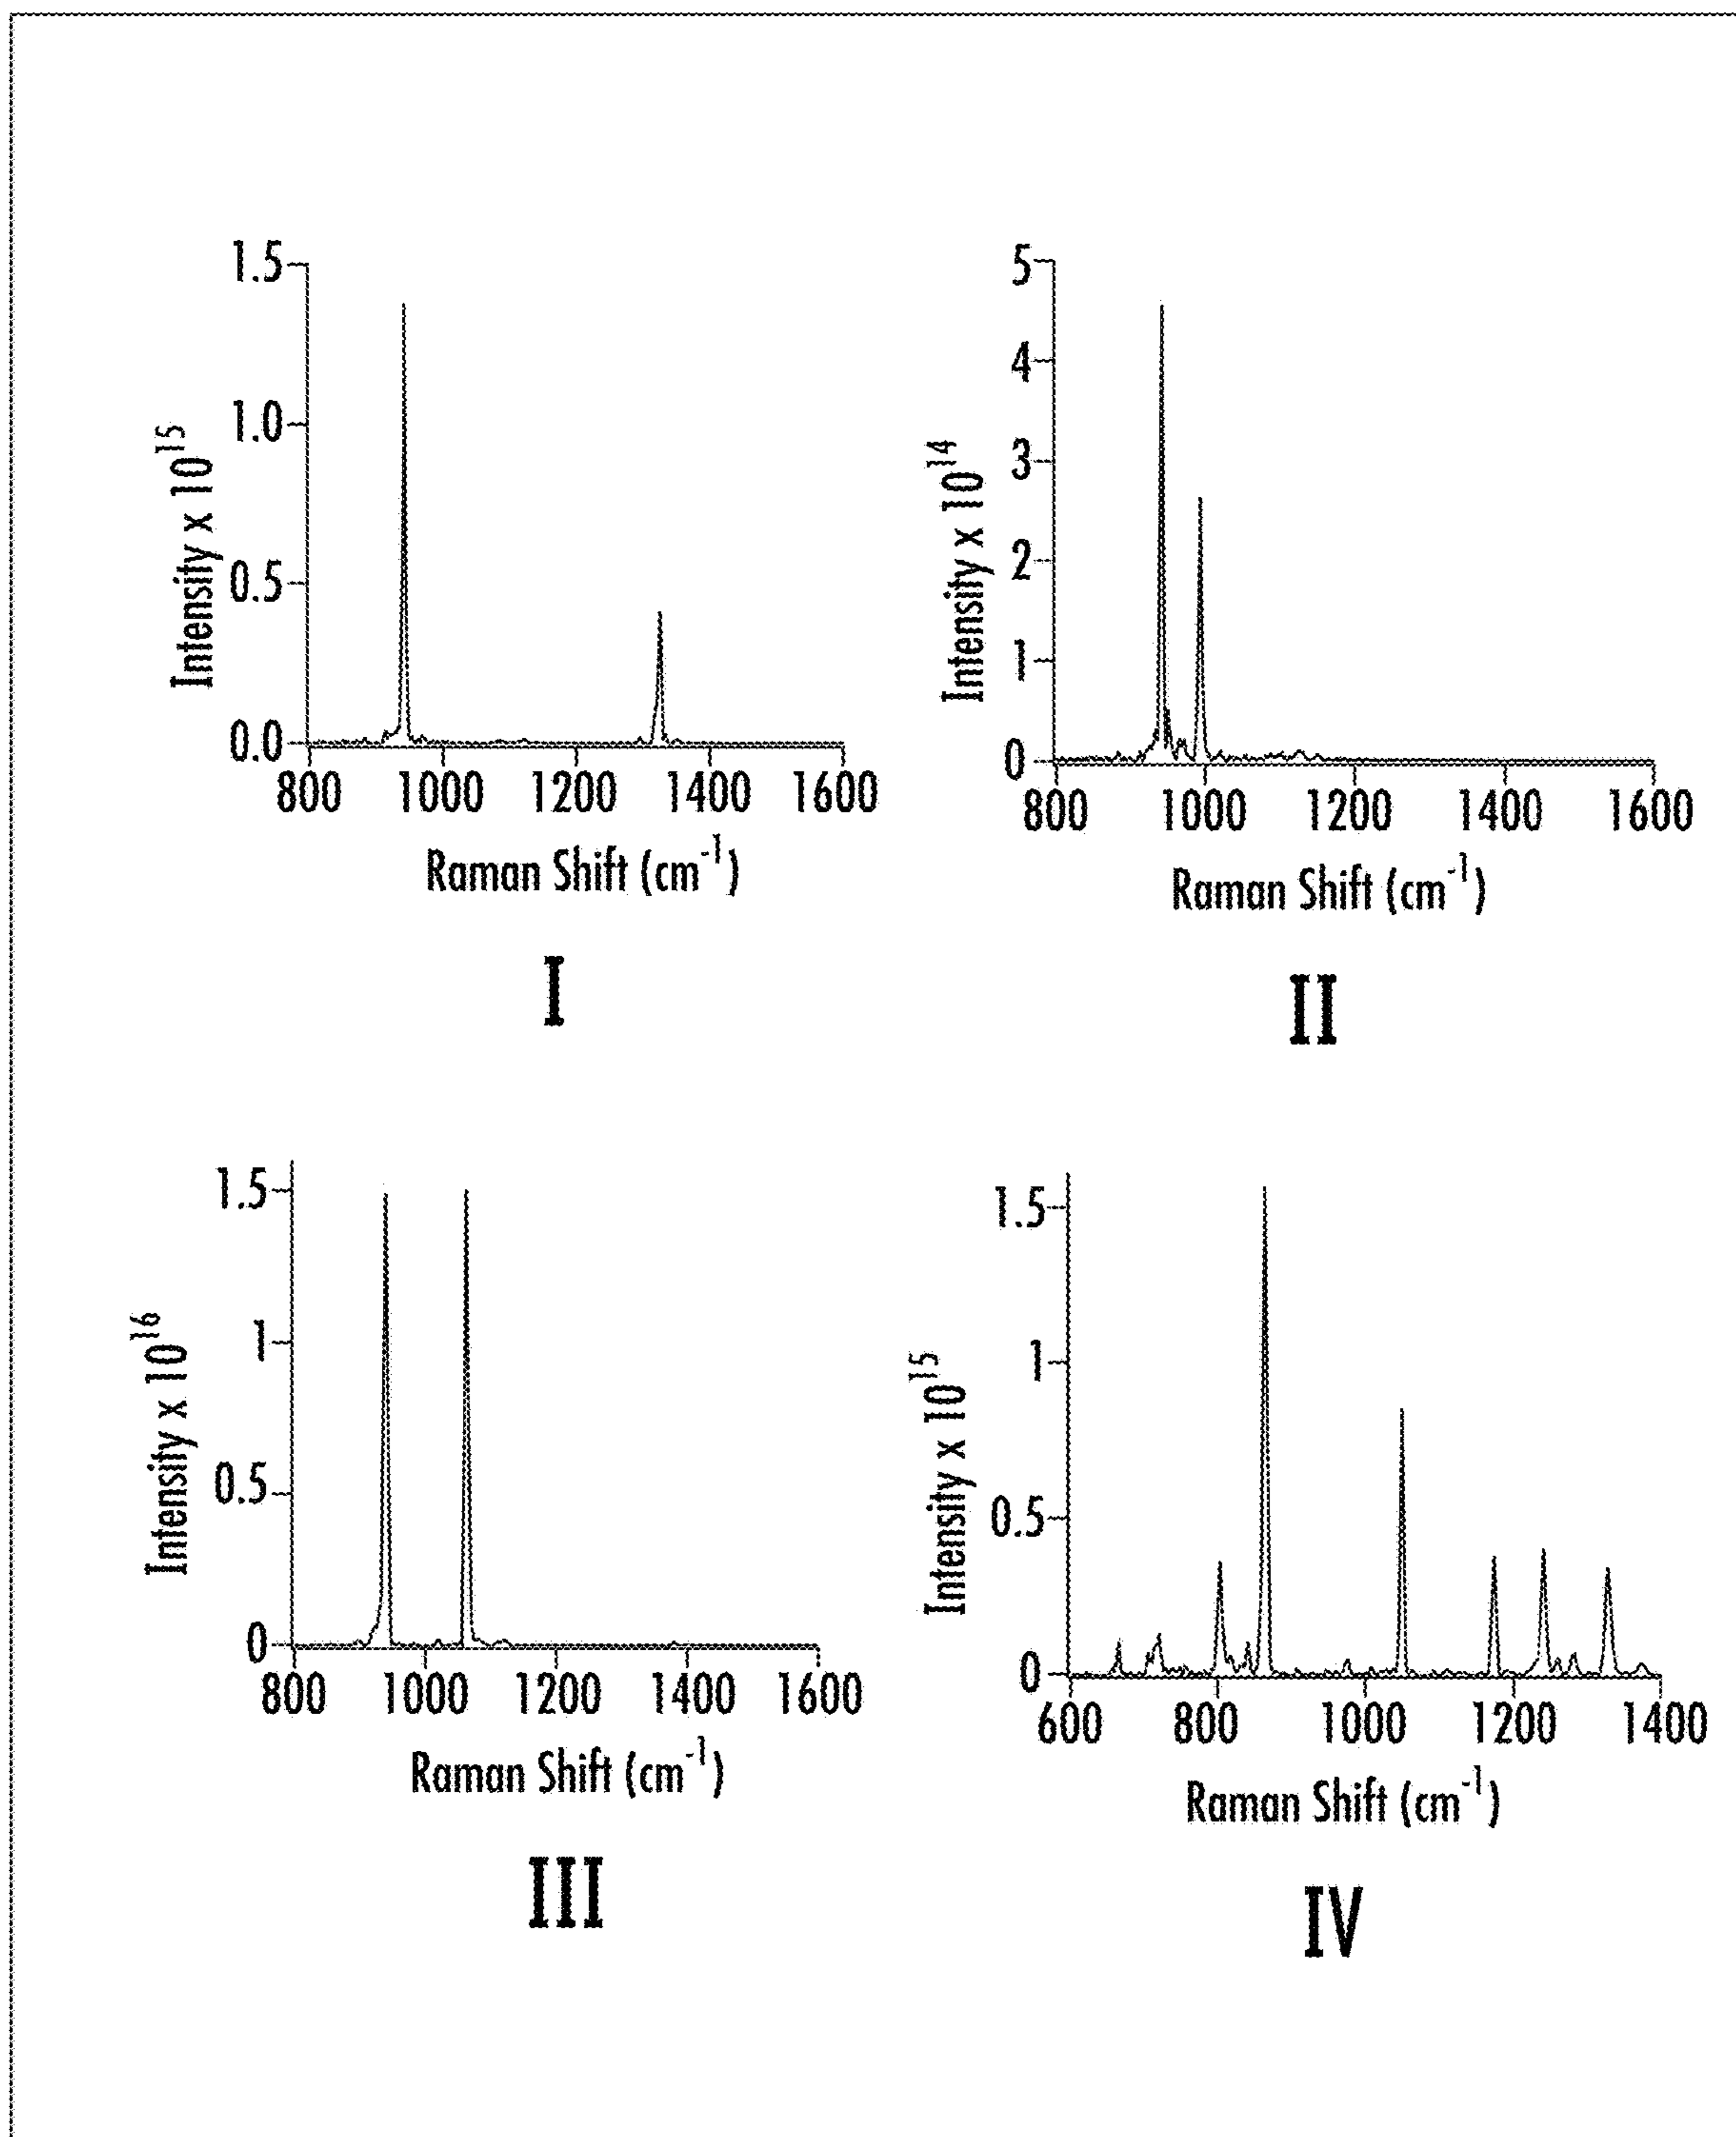 1.5
1.0
0.5
0.0
Intensity x 10^15
800 1000 1200 1400 1600
Raman Shift (cm^-1)
I
5
4
3
2
1
0
Intensity x 10^14
800 1000 1200 1400 1600
Raman Shift (cm^-1)
II
1.5
1
0.5
0
Intensity x 10^16
800 1000 1200 1400 1600
Raman Shift (cm^-1)
III
1.5
1
0.5
0
Intensity x 10^15
600 800 1000 1200 1400
Raman Shift (cm^-1)
IV